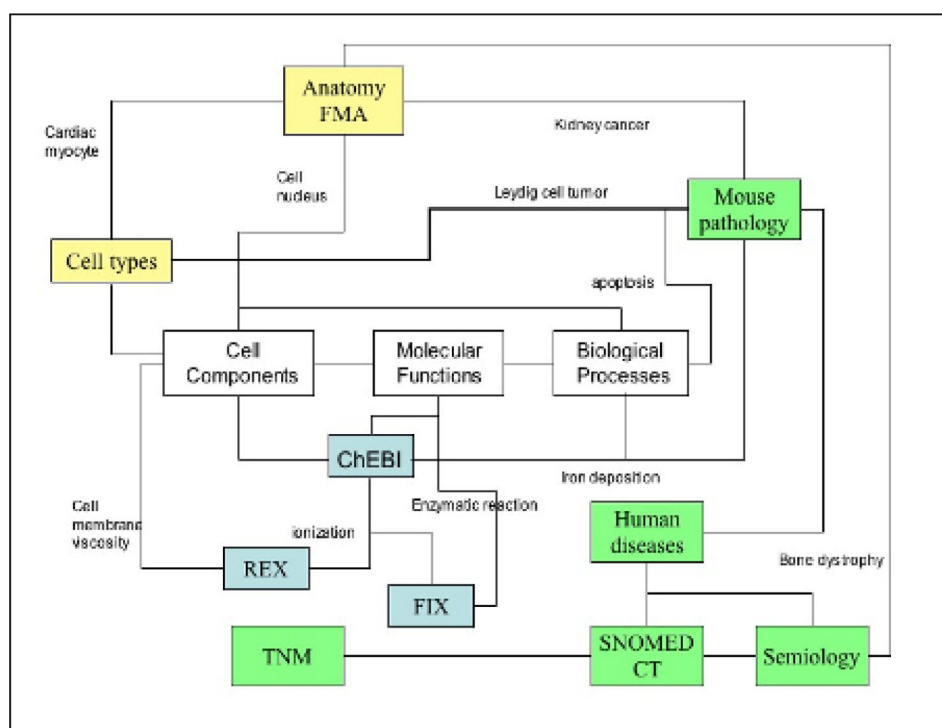 Anatomy
FMA
Cardiac
myocyte
Kidney cancer
Cell
nucleus
Leydig cell tumor
Mouse
pathology
Cell types
apoptosis
Cell
Components
Molecular
Functions
Biological
Processes
ChEBI
Iron deposition
Cell
membrane
viscosity
ionization
Enzymatic reaction
Human
diseases
Bone dystrophy
REX
FIX
TNM
SNOMED
CT
Semiology